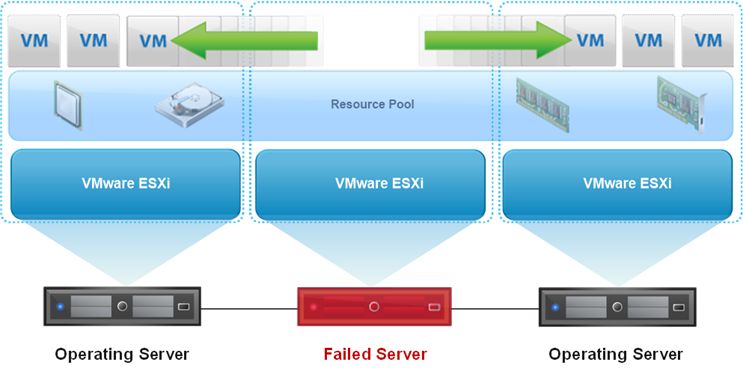 VM VM VM VM VM VM
Resource Pool
VMware ESXi VMware ESXi VMware ESXi
Operating Server Failed Server Operating Server